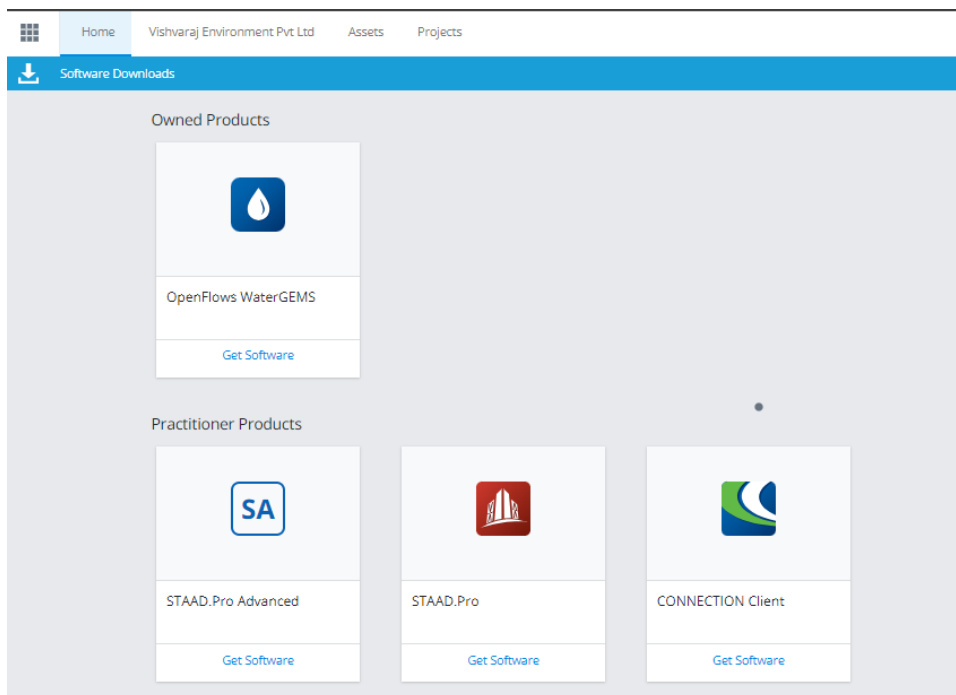 Home Vishvaraj Environment Pvt Ltd Assets Projects
Software Downloads
Owned Products
OpenFlows WaterGEMS
Get Software
Practitioner Products
SA
STAAD.Pro Advanced STAAD.Pro CONNECTION Client
Get Software Get Software Get Software